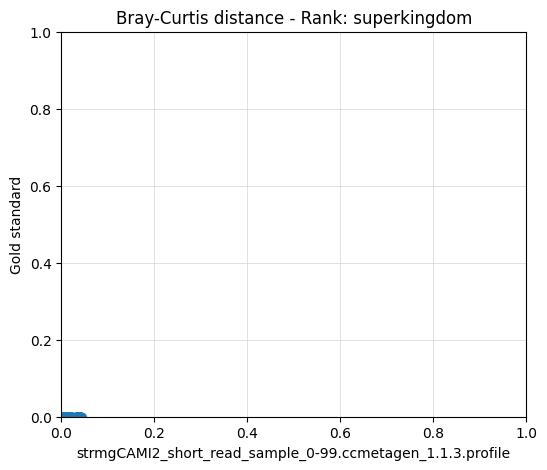 Bray-Curtis distance - Rank: superkingdom
1.0
0.8
0.6
0.4
0.2
0.0
Gold standard
0.0 0.2 0.4 0.6 0.8 1.0
strmgCAMI2_short_read_sample_0-99.ccmetagen_1.1.3.profile